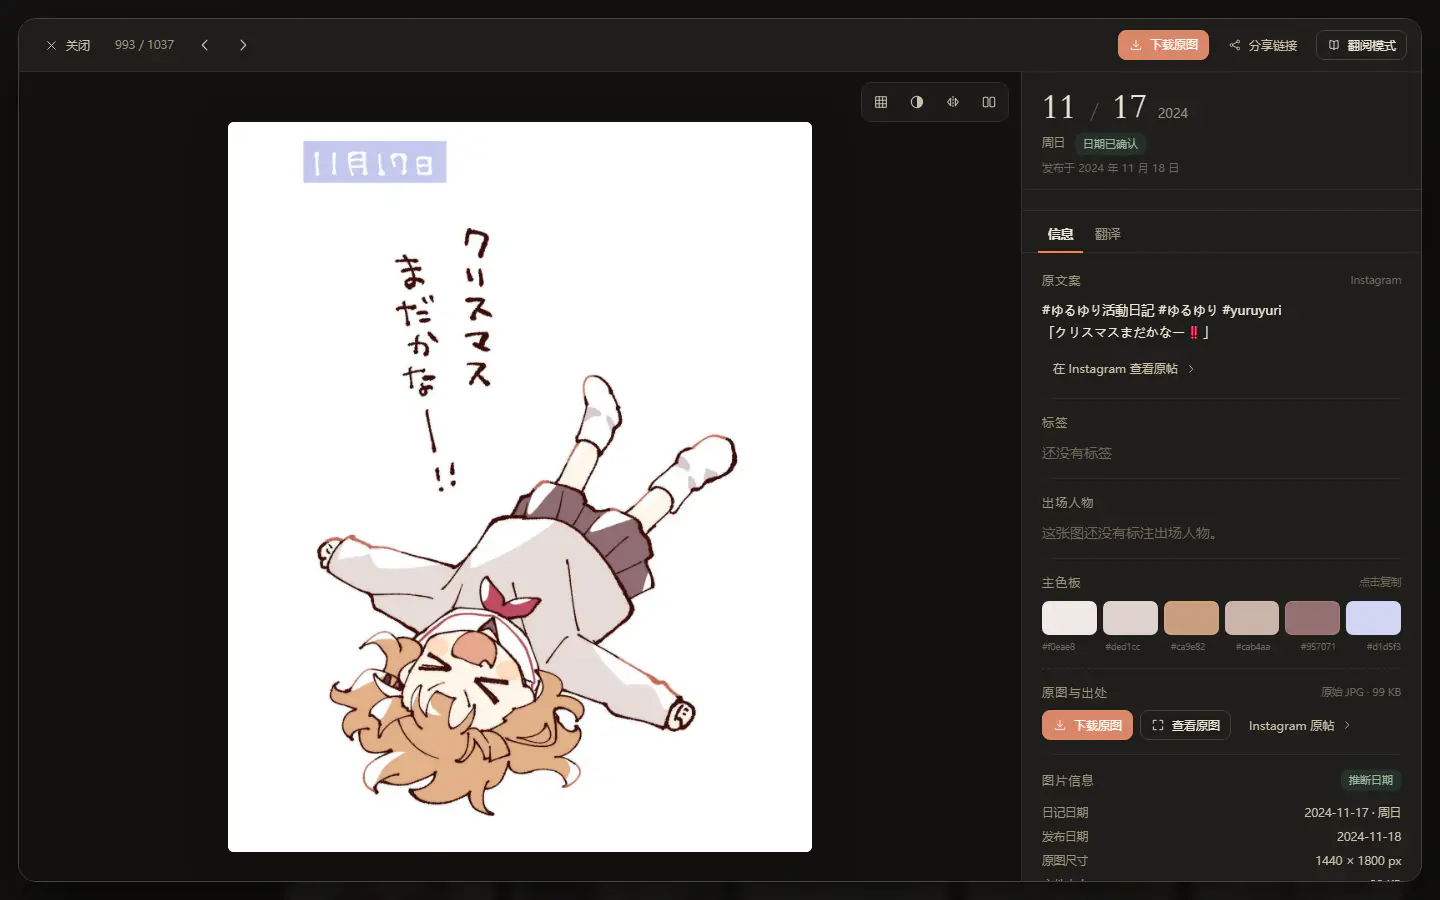 关闭
993 / 1037
下载原图
分享链接
翻阅模式
11月17日
クリスマス
まだかなー!!
11 / 17 2024
周日
日期已确认
发布于 2024 年 11 月 18 日
信息
翻译
原文案
Instagram
#ゆるゆり活動日記 #ゆるゆり #yuruyuri
「クリスマスまだかなー‼️」
在 Instagram 查看原帖
标签
还没有标签
出场人物
这张图还没有标注出场人物。
主色板
点击复制
#f0eae8
#ded1cc
#ca9e82
#cab4aa
#957071
#d1d5f3
原图与出处
原始 JPG · 99 KB
下载原图
查看原图
Instagram 原帖
图片信息
推断日期
日记日期
2024-11-17 · 周日
发布日期
2024-11-18
原图尺寸
1440 × 1800 px